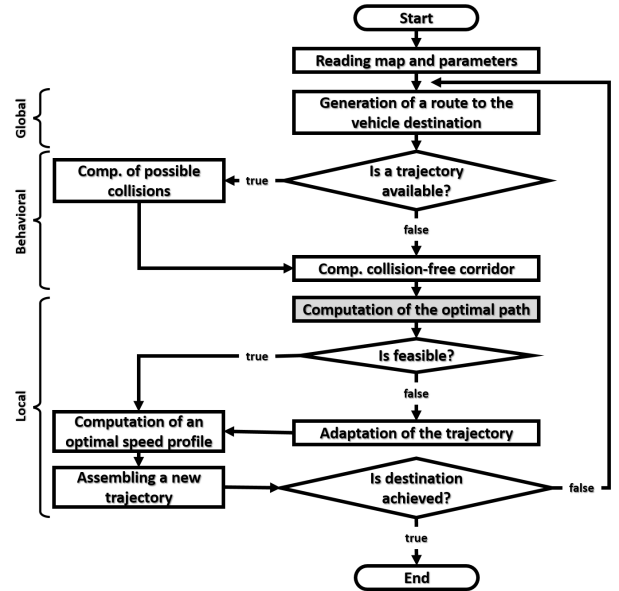 Start
Reading map and parameters
Global
Generation of a route to the
vehicle destination
Behavioral
Comp. of possible
collisions
true
Is a trajectory
available?
false
Comp. collision-free corridor
Local
Computation of the optimal path
true
Is feasible?
false
Computation of an
optimal speed profile
Adaptation of the trajectory
Assembling a new
trajectory
Is destination
achieved?
false
true
End